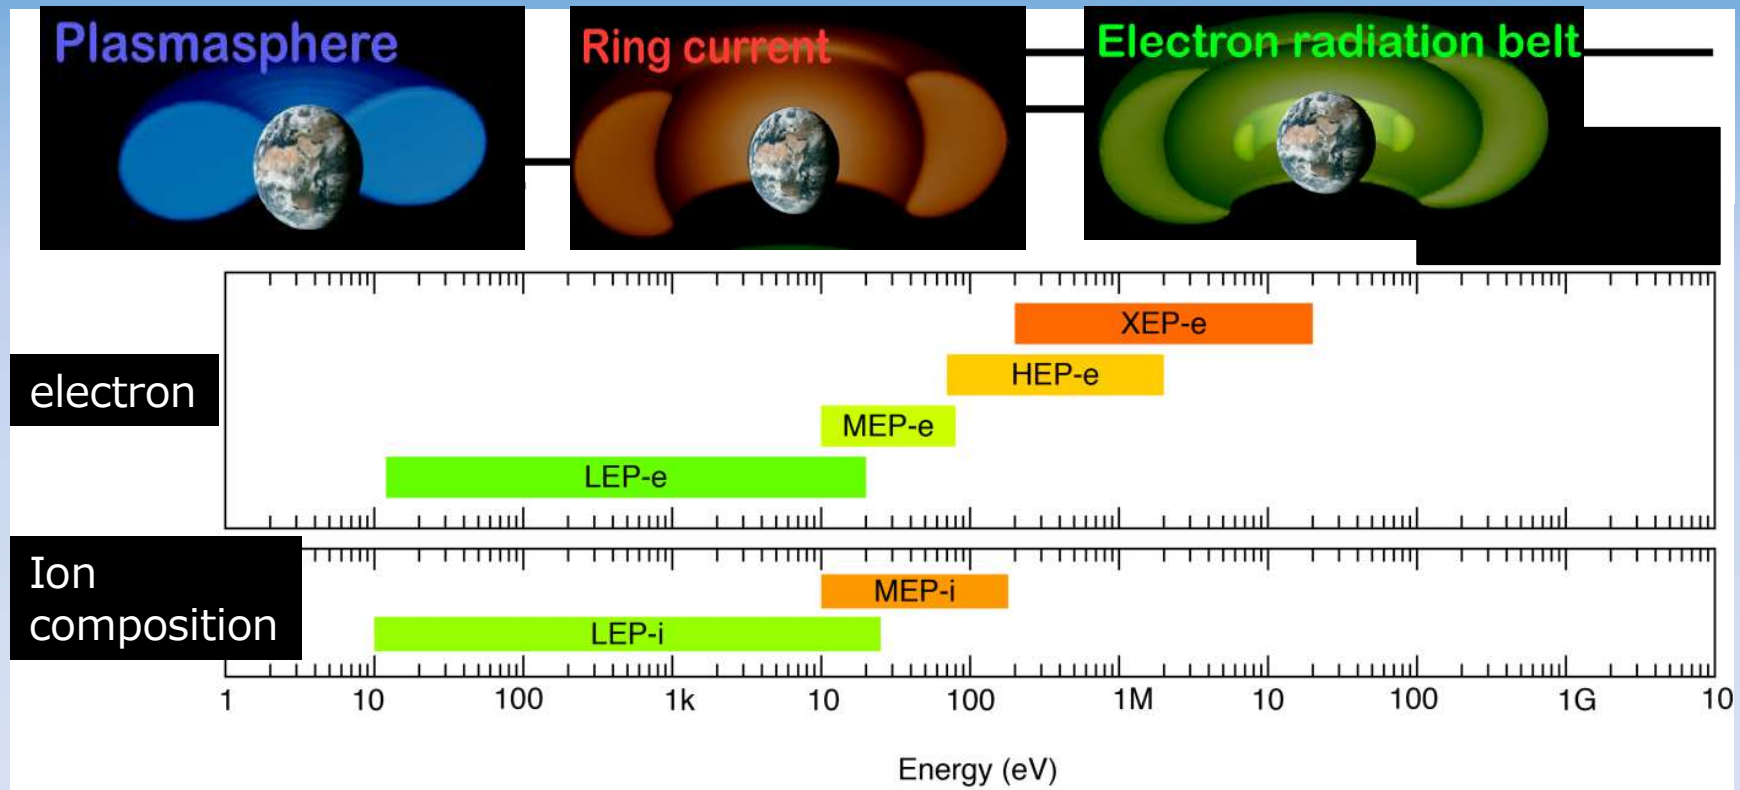 Plasmasphere
Ring current
Electron radiation belt
electron
XEP-e
HEP-e
MEP-e
LEP-e
Ion
composition
MEP-i
LEP-i
1 10 100 1k 10 100 1M 10 100 1G 10
Energy (eV)